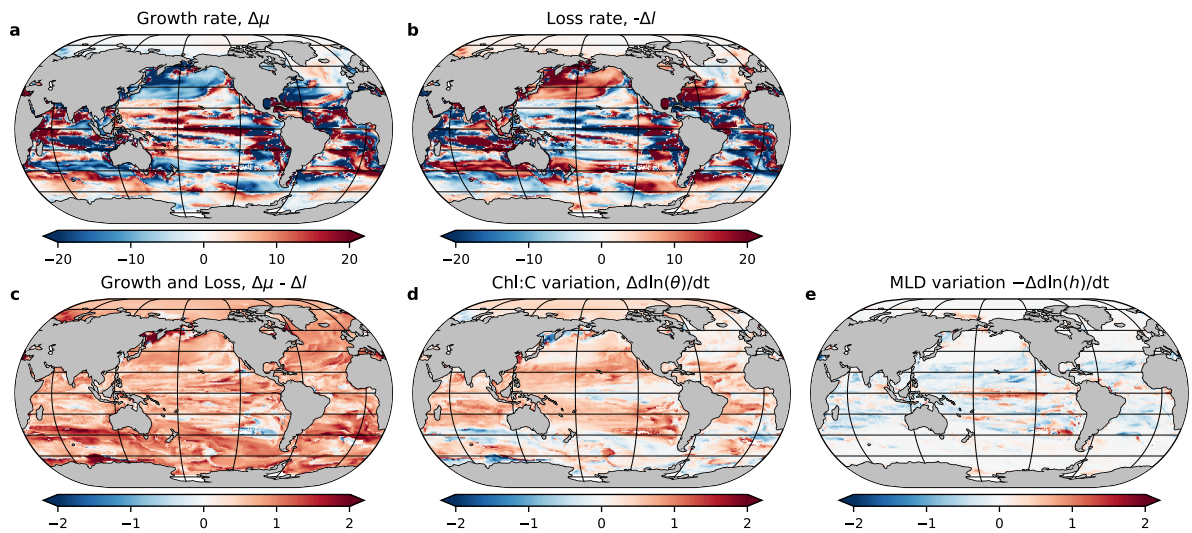 a
Growth rate, Δμ
b
Loss rate, -Δl
−20 −10 0 10 20
−20 −10 0 10 20
c
Growth and Loss, Δμ - Δl
d
Chl:C variation, Δdln(θ)/dt
e
MLD variation −Δdln(h)/dt
−2 −1 0 1 2
−2 −1 0 1 2
−2 −1 0 1 2